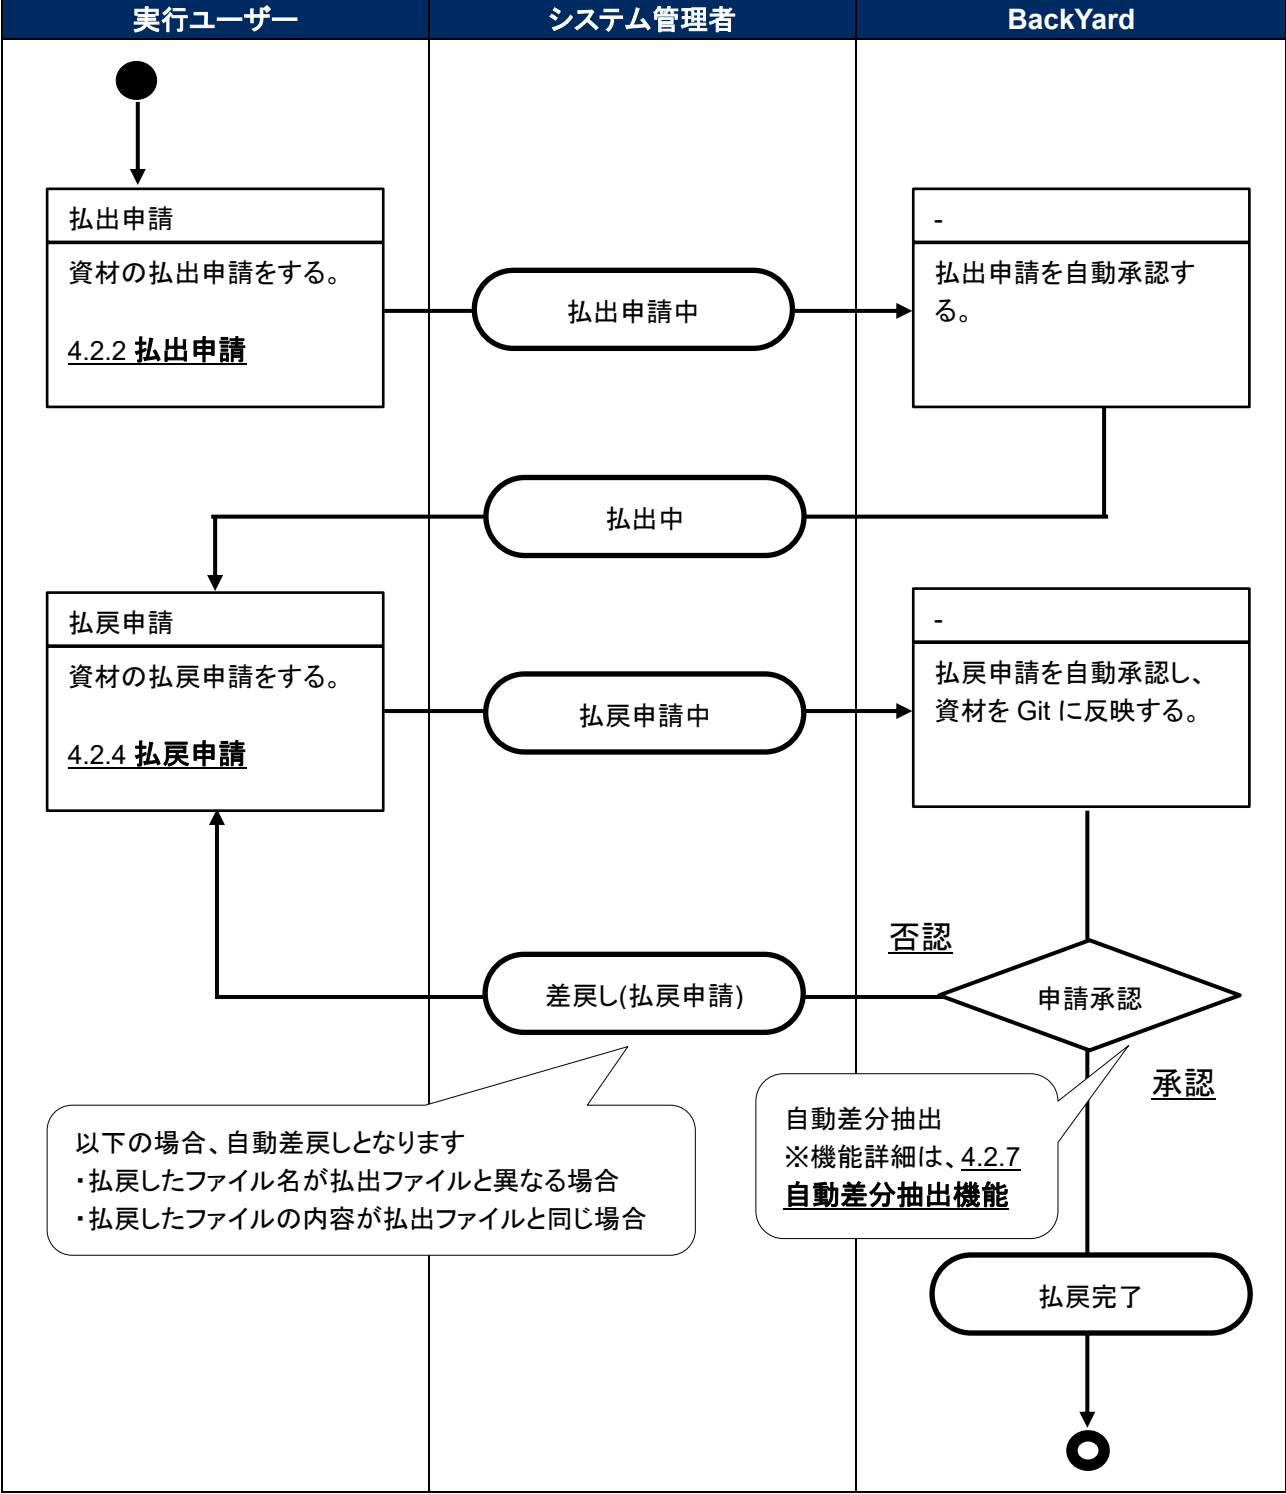 実行ユーザー
システム管理者
BackYard
払出申請
資材の払出申請をする。
4.2.2 払出申請
払出申請中
-
払出申請を自動承認す
る。
払出中
払戻申請
資材の払戻申請をする。
4.2.4 払戻申請
払戻申請中
-
払戻申請を自動承認し、
資材を Git に反映する。
否認
差戻し(払戻申請)
申請承認
承認
以下の場合、自動差戻しとなります
・払戻したファイル名が払出ファイルと異なる場合
・払戻したファイルの内容が払出ファイルと同じ場合
自動差分抽出
※機能詳細は、4.2.7
自動差分抽出機能
払戻完了